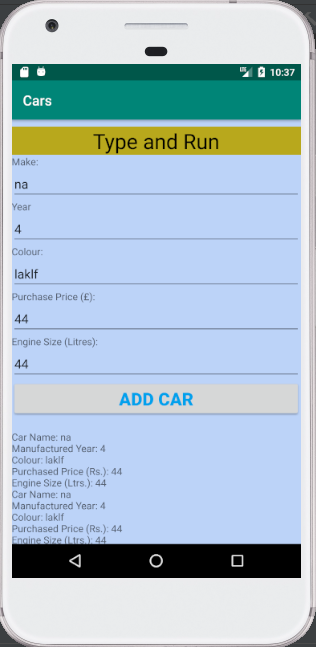 10:37
Cars
Type and Run
Make:
na
Year
4
Colour:
laklf
Purchase Price (£):
44
Engine Size (Litres):
44
ADD CAR
Car Name: na
Manufactured Year: 4
Colour: laklf
Purchased Price (Rs.): 44
Engine Size (Ltrs.): 44
Car Name: na
Manufactured Year: 4
Colour: laklf
Purchased Price (Rs.): 44
Engine Size (Ltrs.): 44